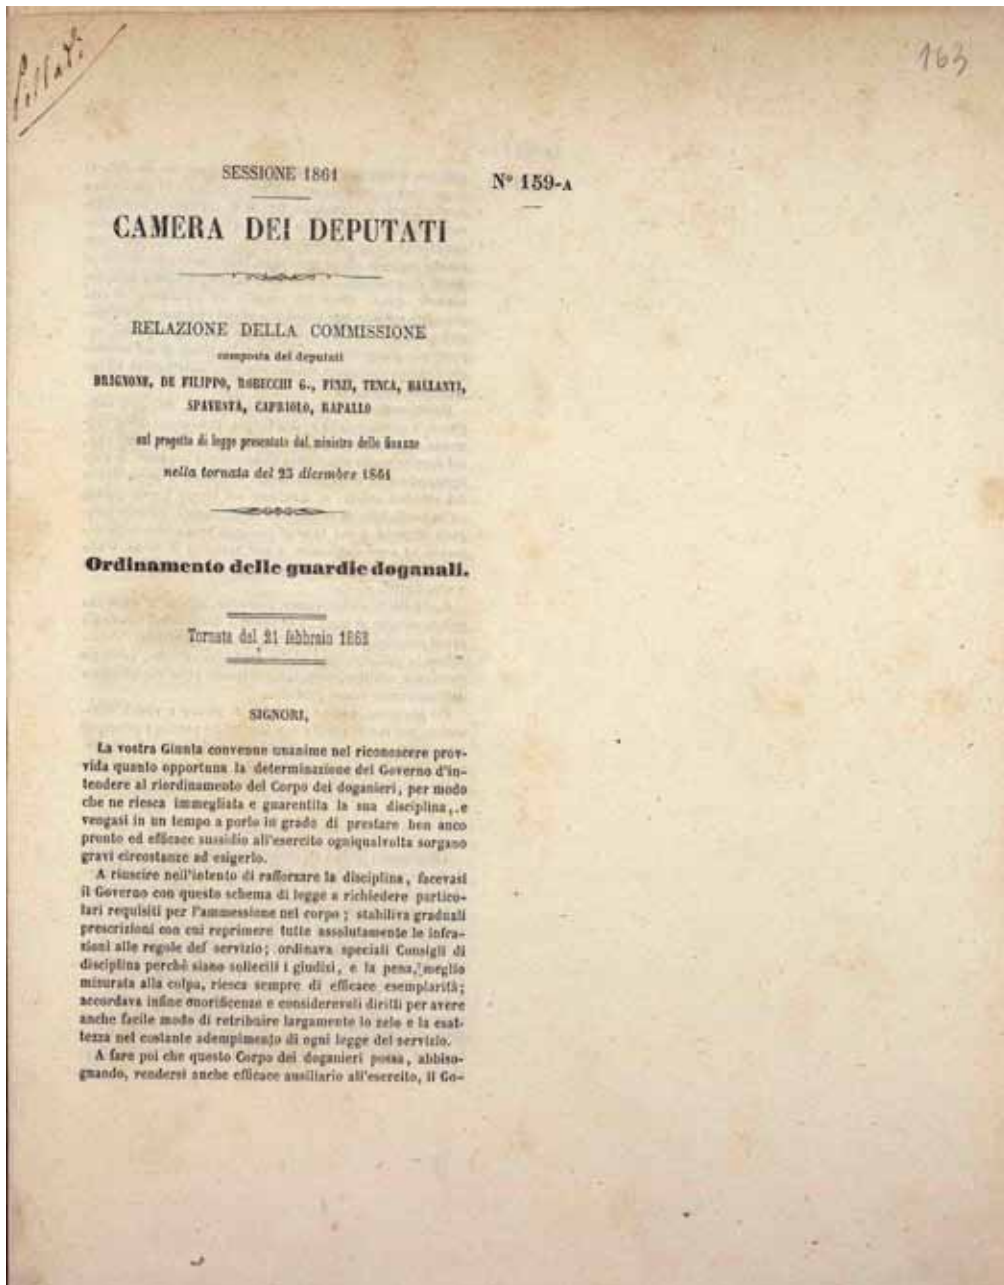 163
SESSIONE 1861
Nº 159-A
CAMERA DEI DEPUTATI
RELAZIONE DELLA COMMISSIONE
composta dei deputati
BRIGNONE, DE FILIPPO, ROBECCHI G., FINZI, TENCA, BALLANTI,
SPAVENTA, CAPRIOLO, RAPALLO
sul progetto di legge presentato dal ministro delle finanze
nella tornata del 23 dicembre 1861
Ordinamento delle guardie doganali.
Tornata del 21 febbraio 1862
SIGNORI,
La vostra Giunta convenne unanime nel riconoscere prov-
vida quanto opportuna la determinazione del Governo d'in-
tendere al riordinamento del Corpo dei doganieri, per modo
che ne riesca immegliata e guarentita la sua disciplina, e
vengasi in un tempo a porlo in grado di prestare ben anco
pronto ed efficace sussidio all'esercito ogniqualvolta sorgano
gravi circostanze ad esigerlo.
A riuscire nell'intento di rafforzare la disciplina, facevasi
il Governo con questo schema di legge a richiedere partico-
lari requisiti per l'ammessione nel corpo; stabiliva graduali
prescrizioni con cui reprimere tutte assolutamente le infra-
zioni alle regole del servizio; ordinava speciali Consigli di
disciplina perchè siano solleciti i giudizi, e la pena, meglio
misurata alla colpa, riesca sempre di efficace esemplarità;
accordava infine onorificenze e considerevoli diritti per avere
anche facile modo di retribuire largamente lo zelo e la esat-
tezza nel costante adempimento di ogni legge del servizio.
A fare poi che questo Corpo dei doganieri possa, abbiso-
gnando, rendersi anche efficace ausiliario all'esercito, il Go-